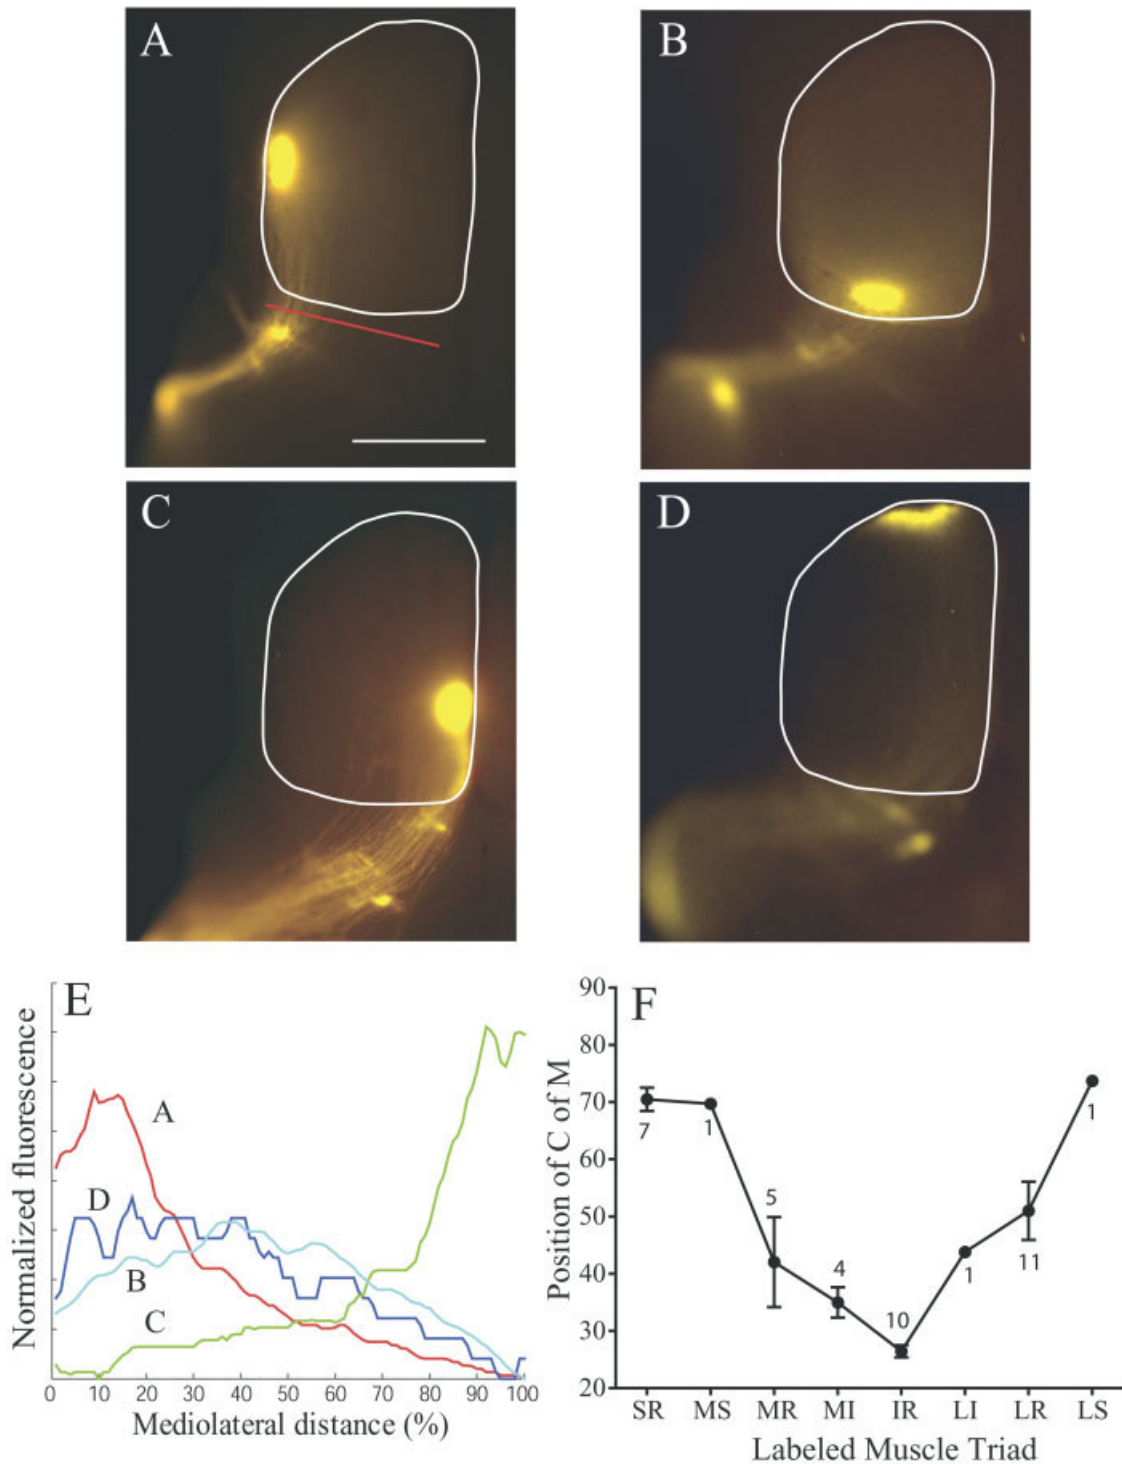 A
B
C
D
E
Normalized fluorescence
A
D
B
C
0 10 20 30 40 50 60 70 80 90 100
Mediolateral distance (%)
F
Position of C of M
90
80
70
60
50
40
30
20
7
1
5
4
10
1
11
1
SR MS MR MI IR LI LR LS
Labeled Muscle Triad